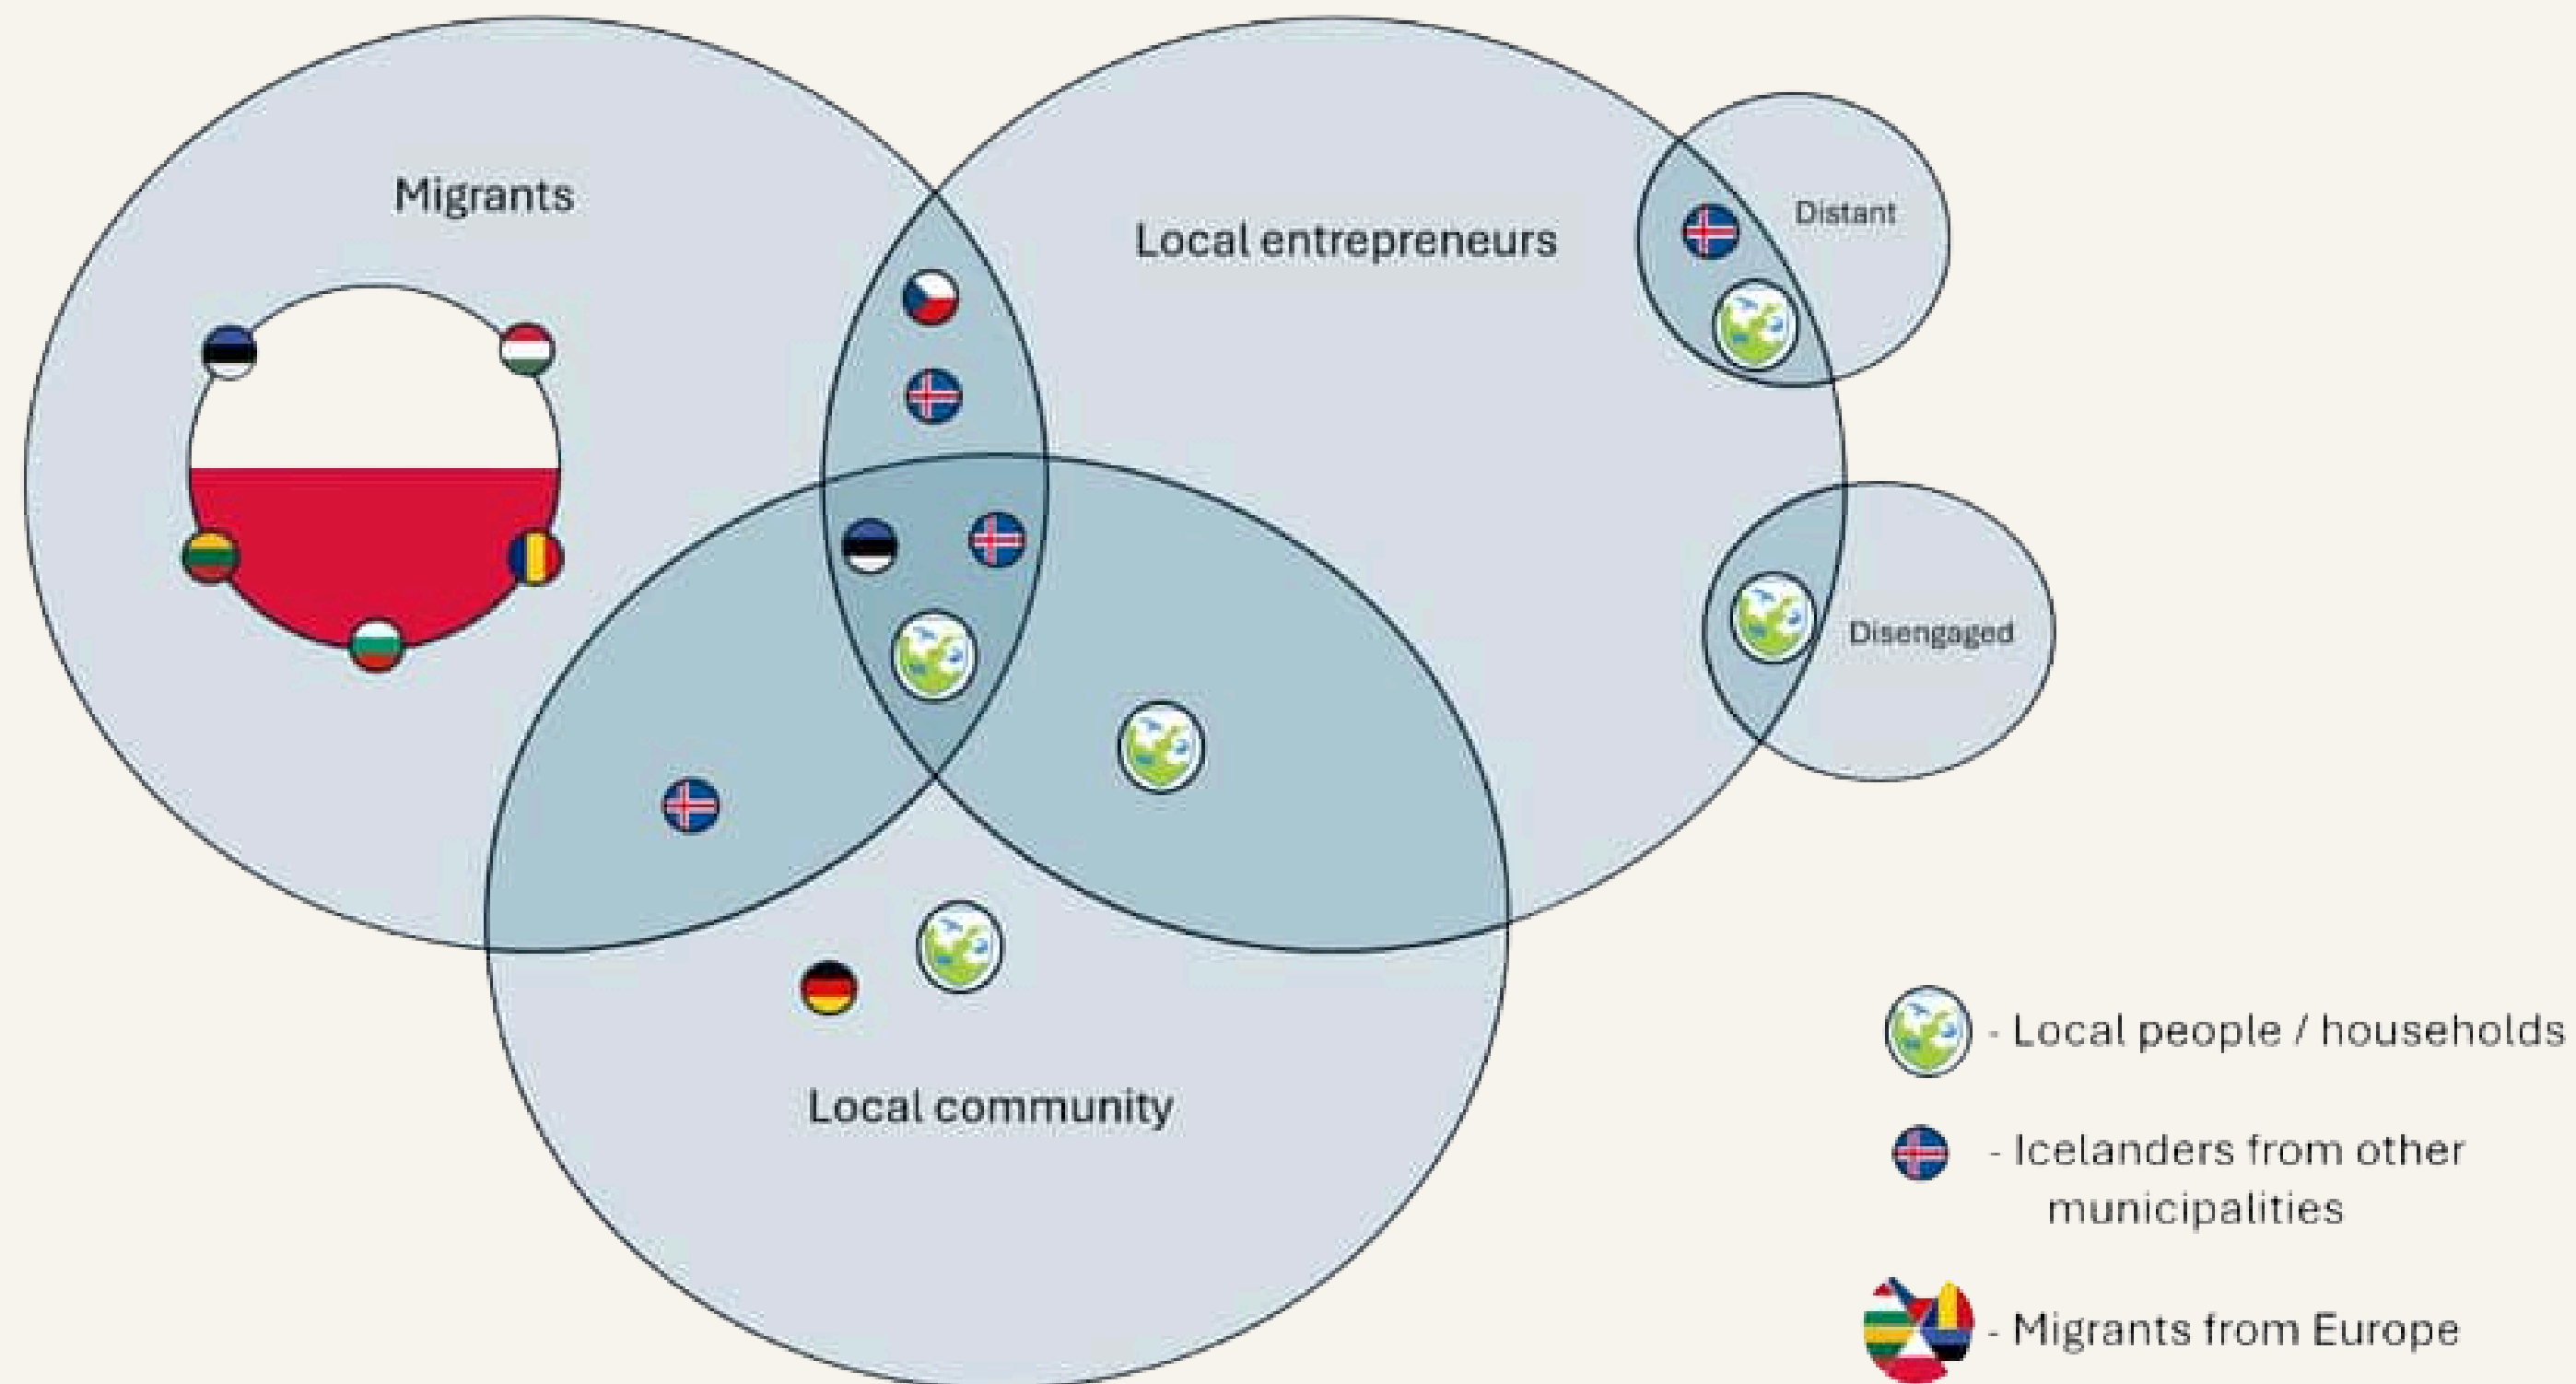 Migrants
Local entrepreneurs
Distant
Disengaged
Local community
- Local people / households
- Icelanders from other
municipalities
- Migrants from Europe